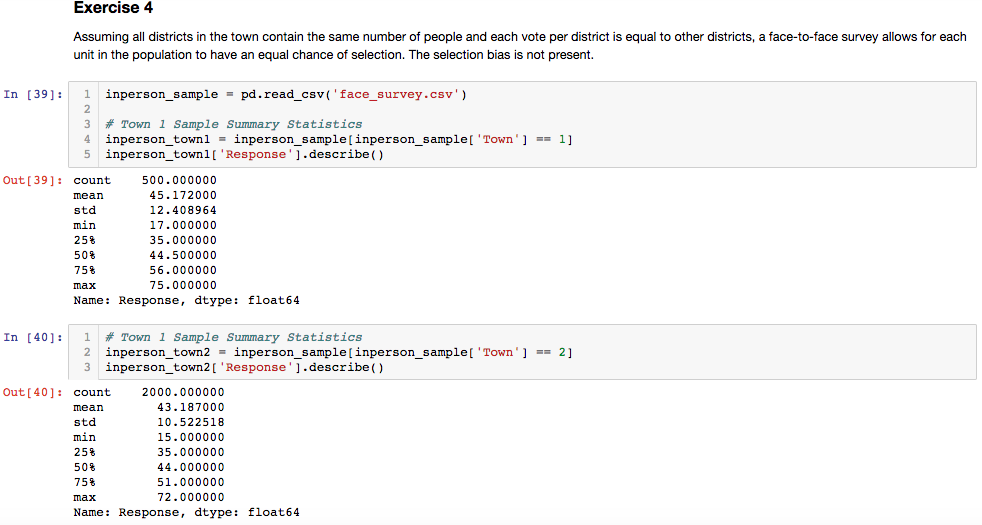 Exercise 4
Assuming all districts in the town contain the same number of people and each vote per district is equal to other districts, a face-to-face survey allows for each
unit in the population to have an equal chance of selection. The selection bias is not present.
In [39]:
1 inperson_sample = pd.read_csv('face_survey.csv')
2
3 # Town 1 Sample Summary Statistics
4 inperson_town1 = inperson_sample[inperson_sample['Town'] == 1]
5 inperson_town1['Response'].describe()
Out[39]: count 500.000000
mean 45.172000
std 12.408964
min 17.000000
25% 35.000000
50% 44.500000
75% 56.000000
max 75.000000
Name: Response, dtype: float64
In [40]:
1 # Town 1 Sample Summary Statistics
2 inperson_town2 = inperson_sample[inperson_sample['Town'] == 2]
3 inperson_town2['Response'].describe()
Out[40]: count 2000.000000
mean 43.187000
std 10.522518
min 15.000000
25% 35.000000
50% 44.000000
75% 51.000000
max 72.000000
Name: Response, dtype: float64